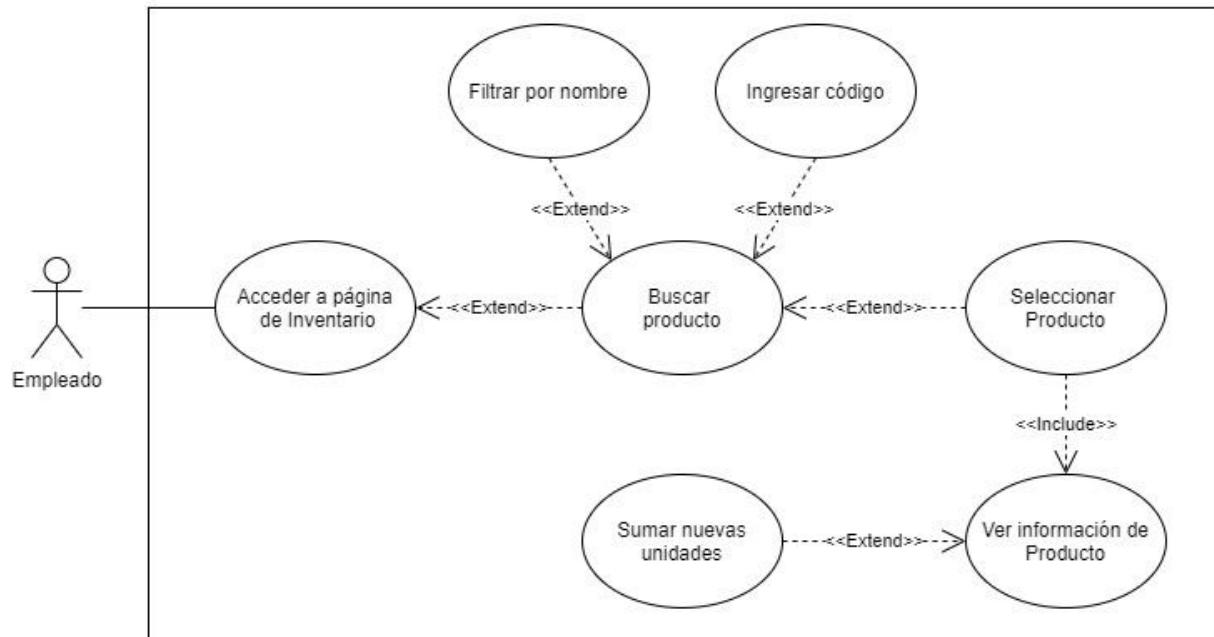 Filtrar por nombre
Ingresar código
<<Extend>>
<<Extend>>
Acceder a página
de Inventario
<<Extend>>
Buscar
producto
<<Extend>>
Seleccionar
Producto
Empleado
<<Include>>
Sumar nuevas
unidades
<<Extend>>
Ver información de
Producto